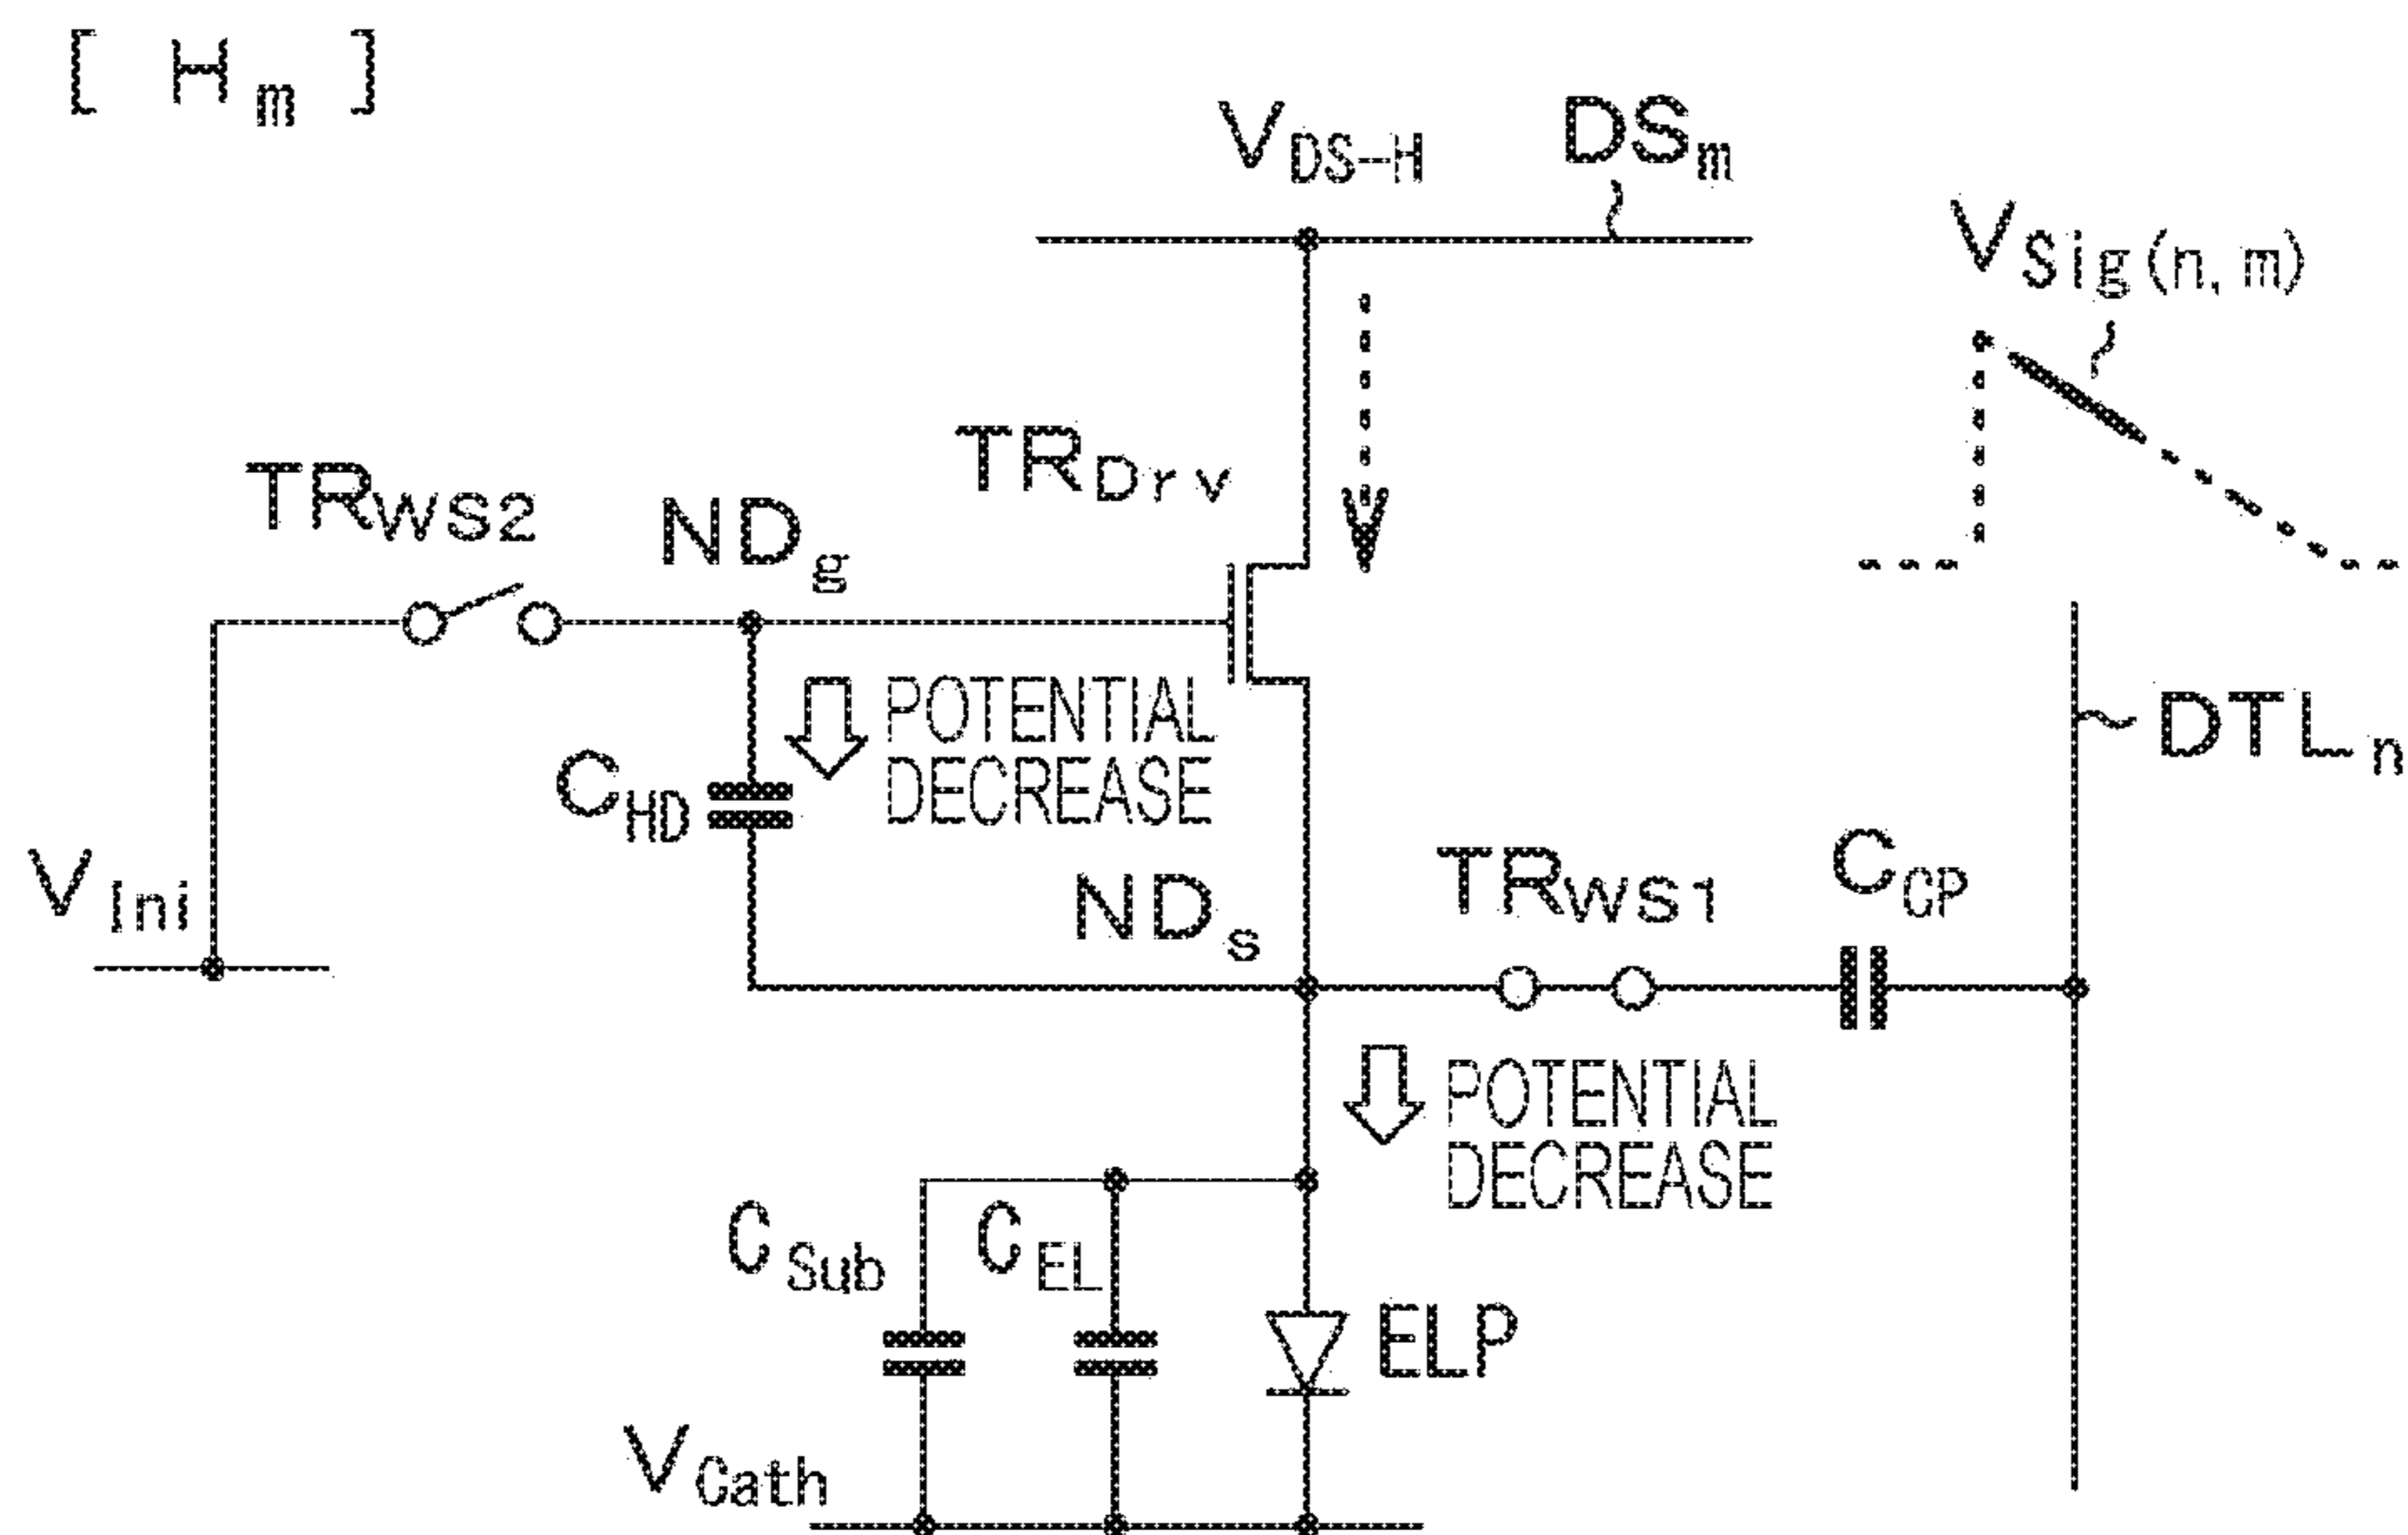 [ Hm ]
VDS-H
DSm
VSig(n,m)
TRDrv
TRWS2
NDg
POTENTIAL
DECREASE
DTLn
CHD
VIni
NDs
TRWS1
CCP
POTENTIAL
DECREASE
CSub
CEL
ELP
VCath